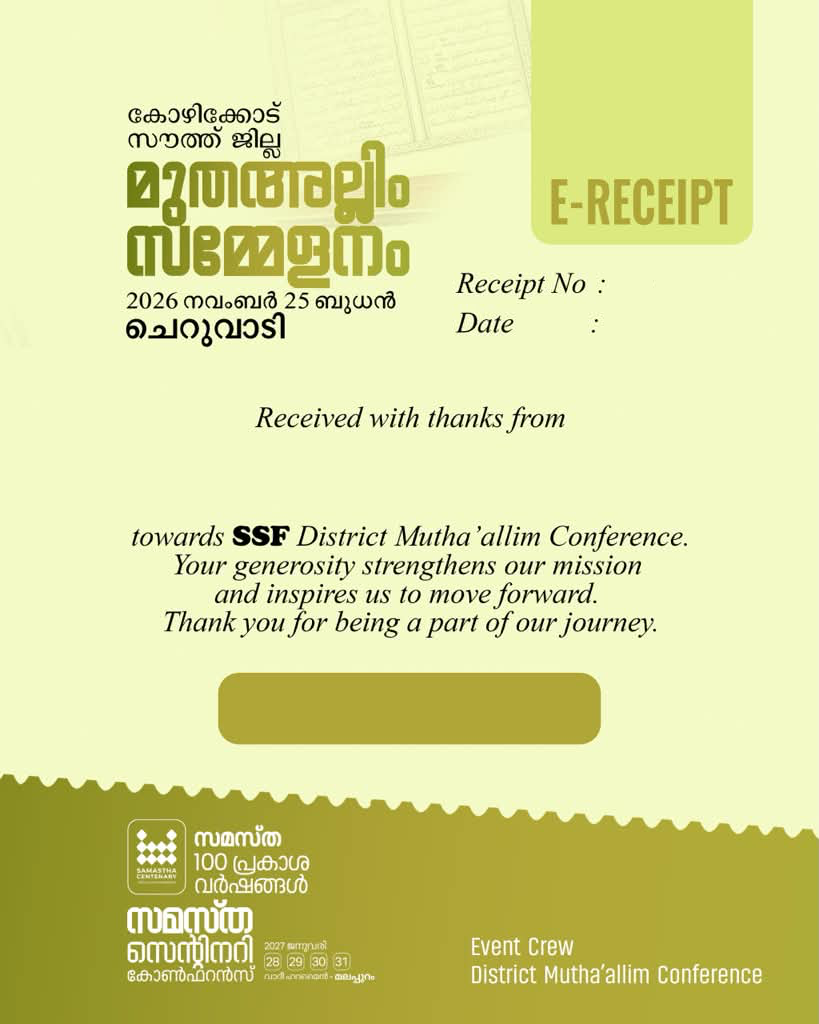 കോഴിക്കോട്
സൗത്ത് ജില്ല
മുതഅല്ലിം
സമ്മേളനം
2026 നവംബർ 25 ബുധൻ
ചെറുവാടി
E-RECEIPT
Receipt No :
Date :
Received with thanks from
towards SSF District Mutha’allim Conference.
Your generosity strengthens our mission
and inspires us to move forward.
Thank you for being a part of our journey.
SAMASTHA
CENTENARY
സമസ്ത
100 പ്രകാശ
വർഷങ്ങൾ
സമസ്ത
സെന്റിനറി
കോൺഫറൻസ്
2027 ജനുവരി
28 29 30 31
വാദീ ഹറമൈൻ - മലപ്പുറം
Event Crew
District Mutha’allim Conference